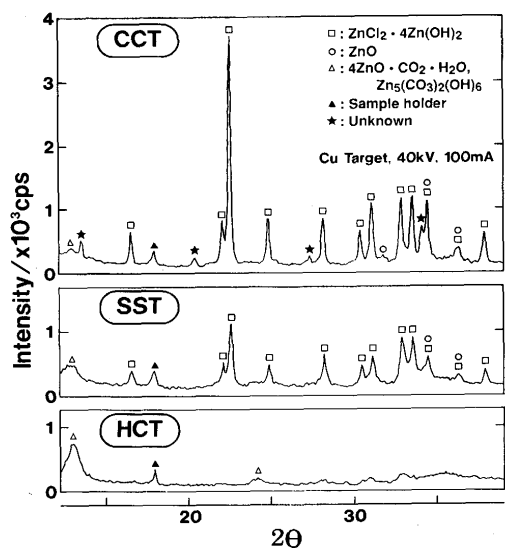 4
CCT
□ : ZnCl₂ · 4Zn(OH)₂
○ : ZnO
△ : 4ZnO · CO₂ · H₂O,
Zn₅(CO₃)₂(OH)₆
▲ : Sample holder
★ : Unknown
Cu Target, 40kV, 100mA
3
2
1
0
Intensity/x10³cps
SST
1
0
HCT
1
0
20
30
2θ